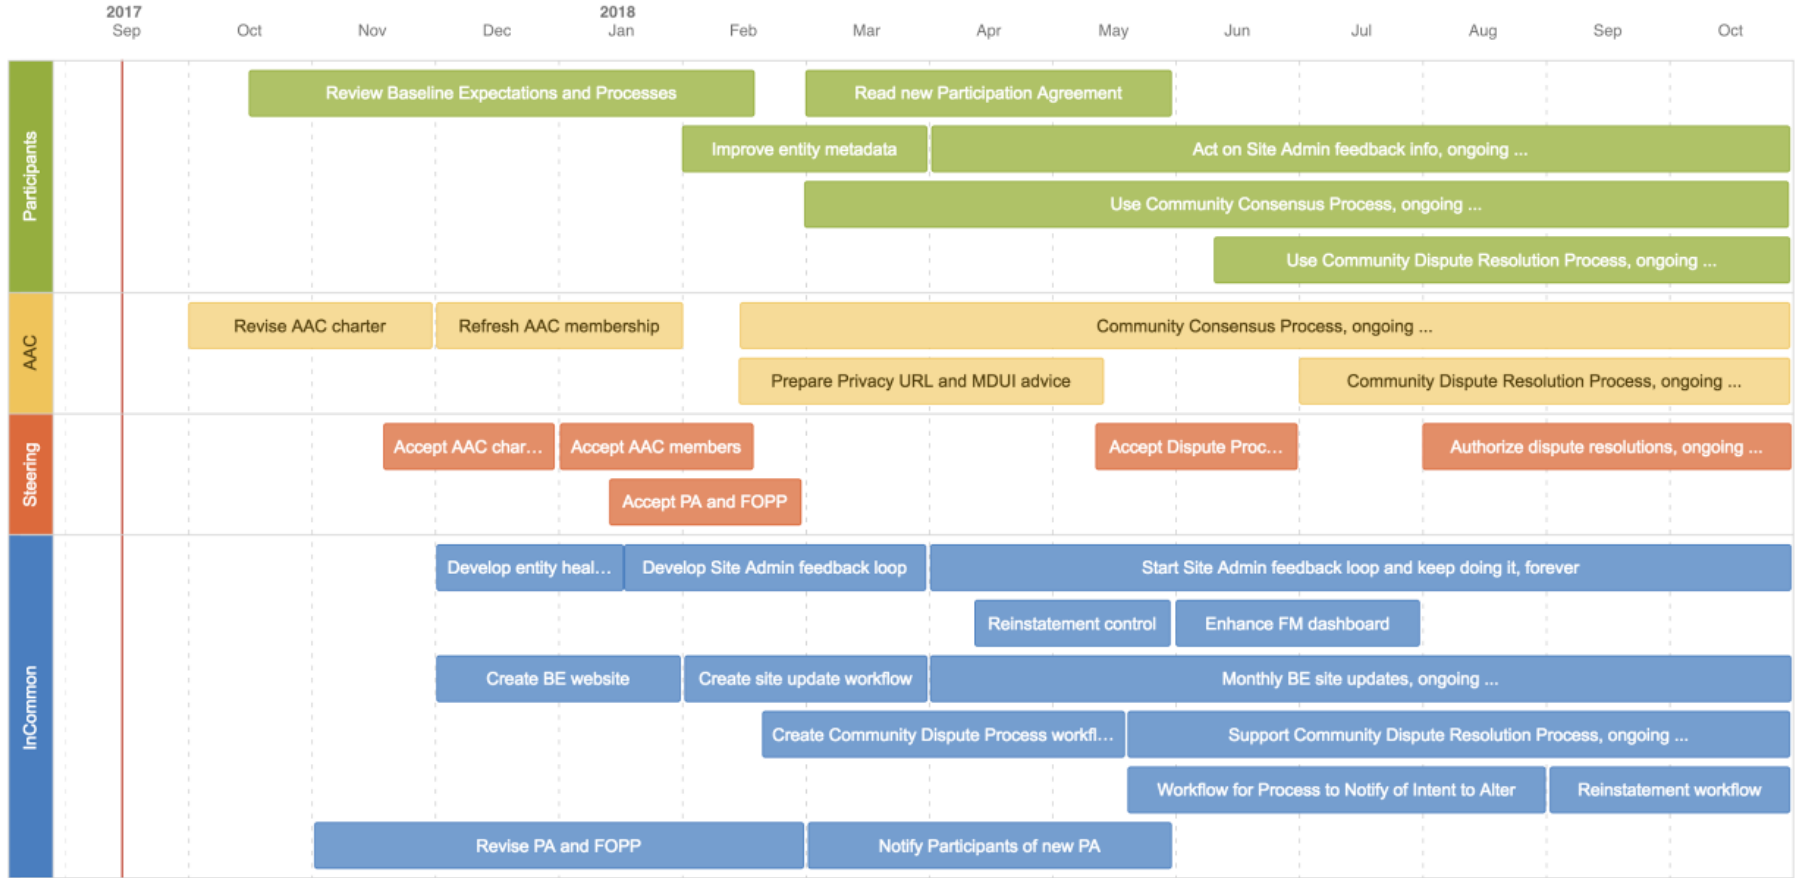 2017 2018
Sep Oct Nov Dec Jan Feb Mar Apr May Jun Jul Aug Sep Oct
Participants
Review Baseline Expectations and Processes Read new Participation Agreement
Improve entity metadata Act on Site Admin feedback info, ongoing ...
Use Community Consensus Process, ongoing ...
Use Community Dispute Resolution Process, ongoing ...
AAC
Revise AAC charter Refresh AAC membership Community Consensus Process, ongoing ...
Prepare Privacy URL and MDUI advice Community Dispute Resolution Process, ongoing ...
Steering
Accept AAC char... Accept AAC members Accept Dispute Proc... Authorize dispute resolutions, ongoing ...
Accept PA and FOPP
InCommon
Develop entity heal... Develop Site Admin feedback loop Start Site Admin feedback loop and keep doing it, forever
Reinstatement control Enhance FM dashboard
Create BE website Create site update workflow Monthly BE site updates, ongoing ...
Create Community Dispute Process workfl... Support Community Dispute Resolution Process, ongoing ...
Workflow for Process to Notify of Intent to Alter Reinstatement workflow
Revise PA and FOPP Notify Participants of new PA